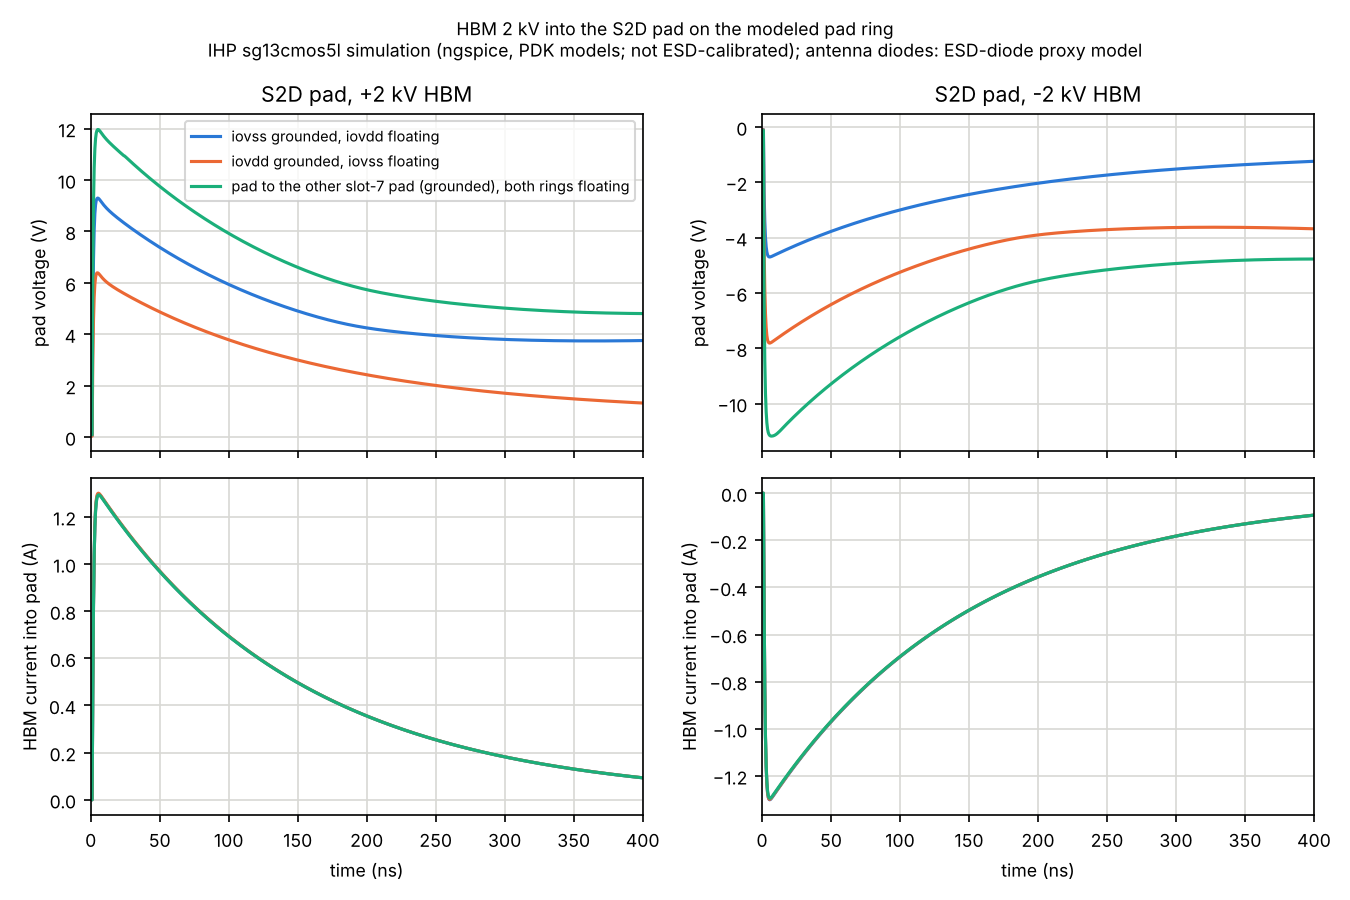 HBM 2 kV into the S2D pad on the modeled pad ring
IHP sg13cmos5l simulation (ngspice, PDK models; not ESD-calibrated); antenna diodes: ESD-diode proxy model
S2D pad, +2 kV HBM
12
10
8
6
4
2
0
pad voltage (V)
iovss grounded, iovdd floating
iovdd grounded, iovss floating
pad to the other slot-7 pad (grounded), both rings floating
S2D pad, -2 kV HBM
0
−2
−4
−6
−8
−10
pad voltage (V)
1.2
1.0
0.8
0.6
0.4
0.2
0.0
HBM current into pad (A)
0 50 100 150 200 250 300 350 400
time (ns)
0.0
−0.2
−0.4
−0.6
−0.8
−1.0
−1.2
HBM current into pad (A)
0 50 100 150 200 250 300 350 400
time (ns)